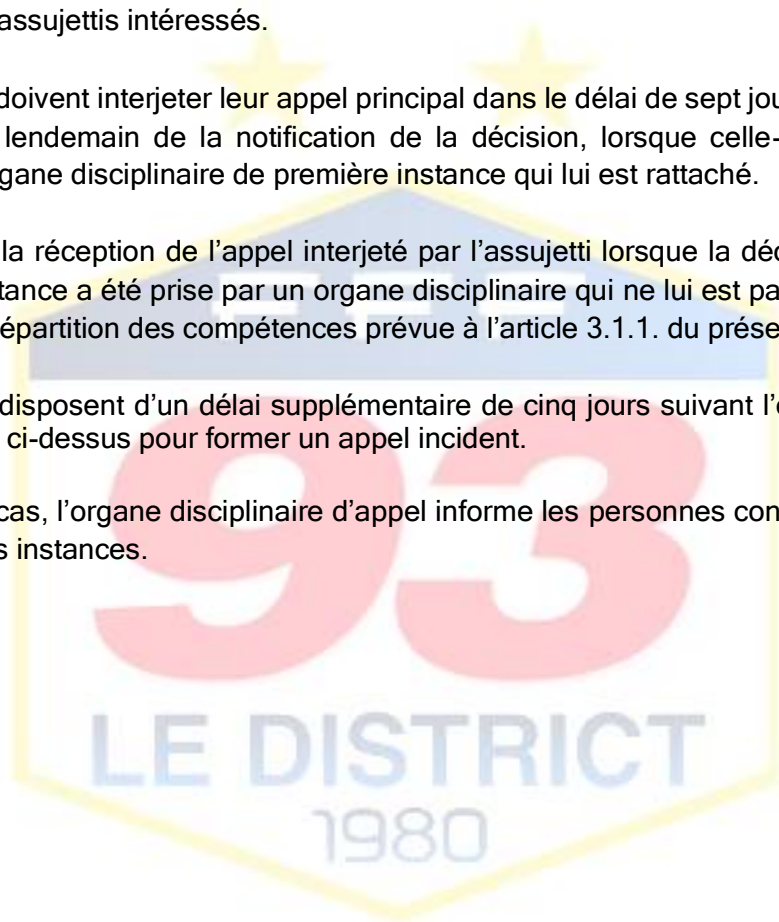 assujettis intéressés.
doivent interjeter leur appel principal dans le délai de sept jou
lendemain de la notification de la décision, lorsque celle-
gane disciplinaire de première instance qui lui est rattaché.
la réception de l’appel interjeté par l’assujetti lorsque la déc
tance a été prise par un organe disciplinaire qui ne lui est pa
épartition des compétences prévue à l’article 3.1.1. du prése
disposent d’un délai supplémentaire de cinq jours suivant l’
ci-dessus pour former un appel incident.
cas, l’organe disciplinaire d’appel informe les personnes con
s instances.
FFF
93
LE DISTRICT
1980